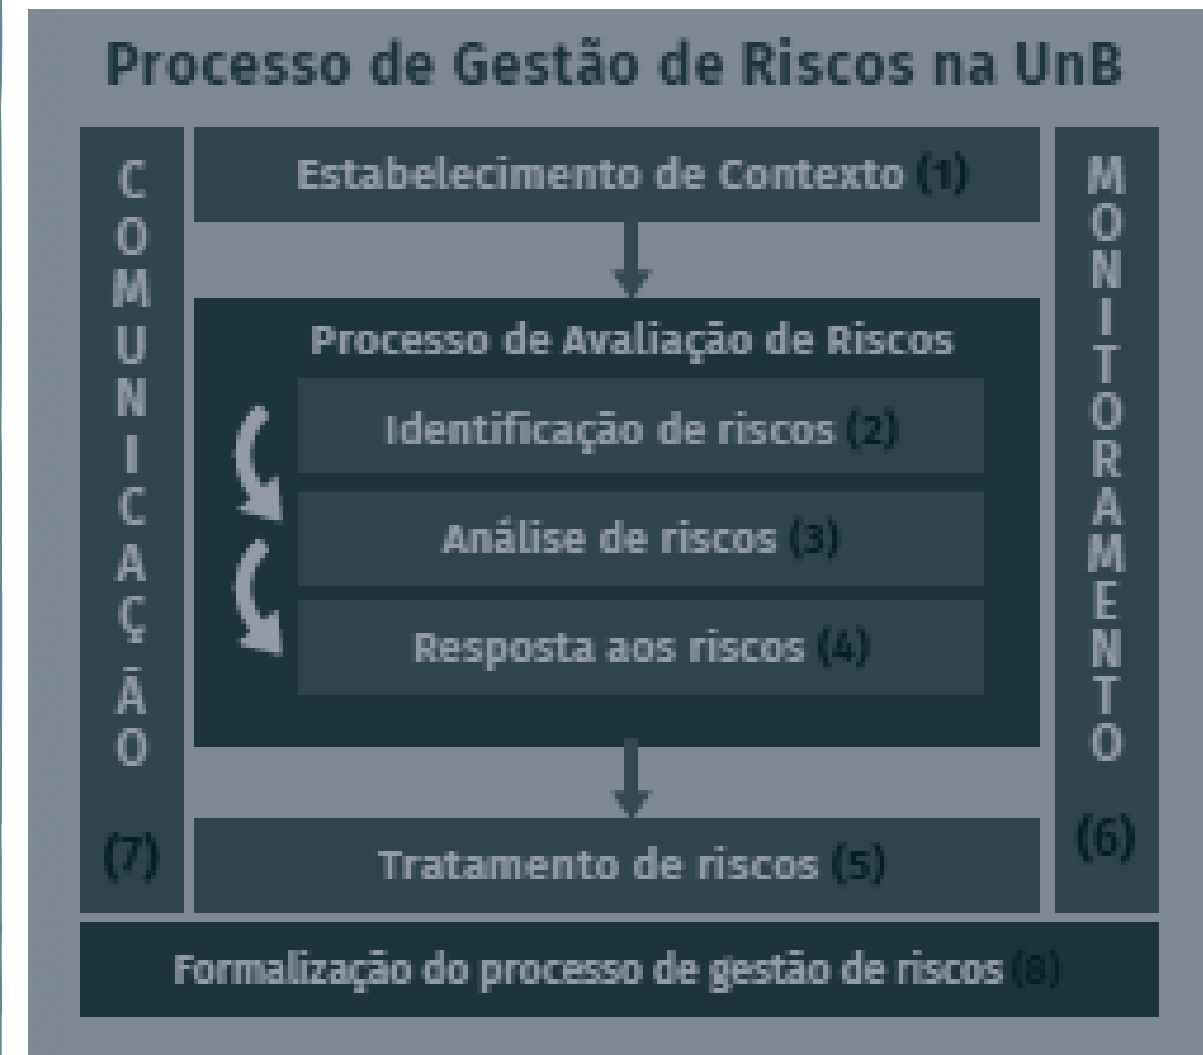 Processo de Gestão de Riscos na UnB
COMUNICAÇÃO
(7)
Estabelecimento de Contexto (1)
Processo de Avaliação de Riscos
Identificação de riscos (2)
Análise de riscos (3)
Resposta aos riscos (4)
Tratamento de riscos (5)
MONITORAMENTO
(6)
Formalização do processo de gestão de riscos (8)